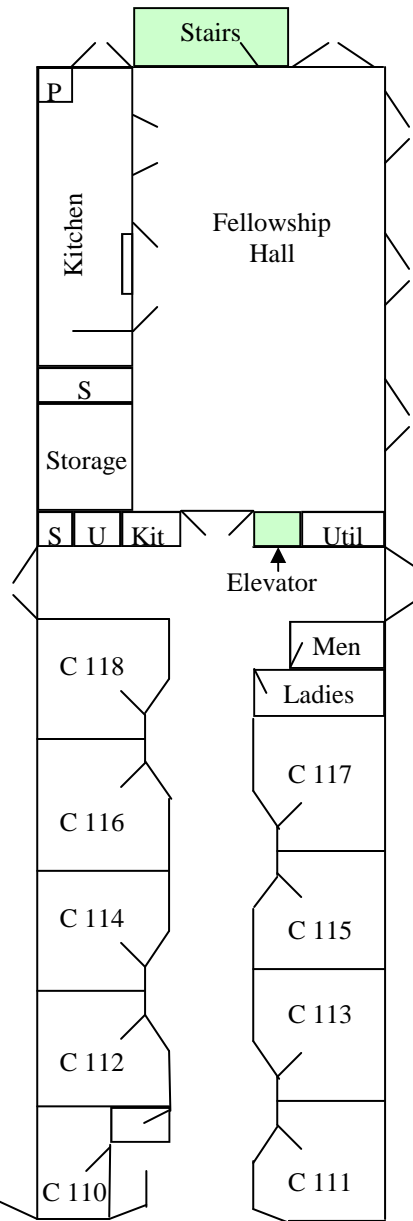 Stairs
P
Kitchen
Fellowship
Hall
S
Storage
S U Kit
Util
Elevator
Men
C 118
Ladies
C 117
C 116
C 114
C 115
C 113
C 112
C 110
C 111